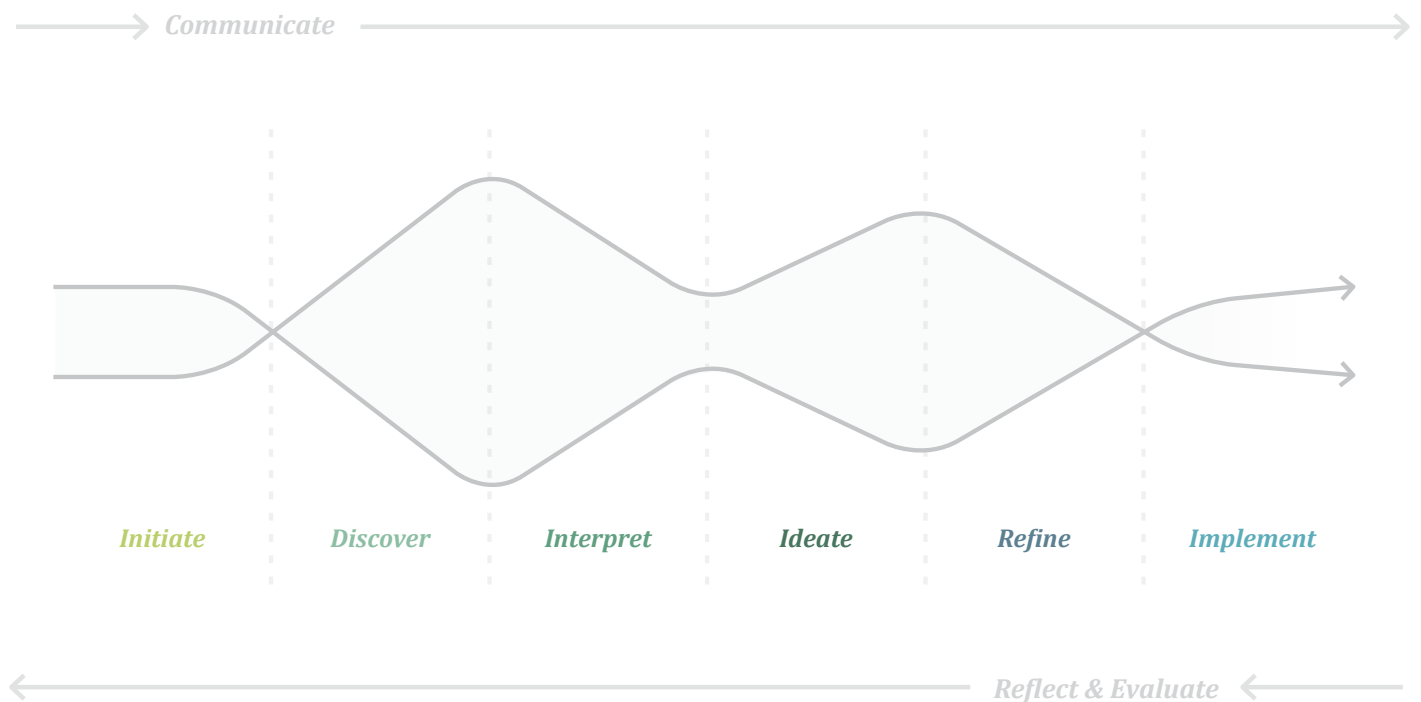 Communicate
Initiate
Discover
Interpret
Ideate
Refine
Implement
Reflect & Evaluate